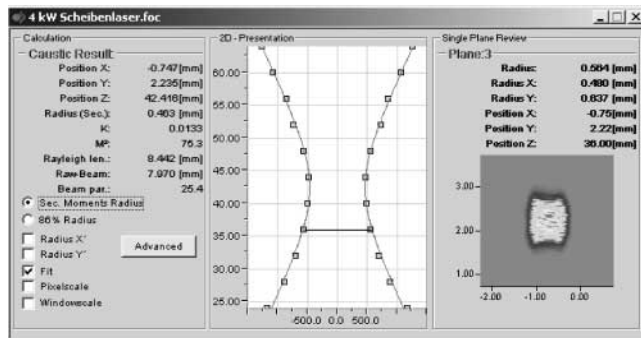 4 kW Scheibenlaser.foc
Calculation
Caustic Result:
Position X: -0.747[mm]
Position Y: 2.235[mm]
Position Z: 42.416[mm]
Radius (Sec.): 0.463 [mm]
K: 0.0133
M²: 75.3
Rayleigh len.: 8.442 [mm]
Raw-Beam: 7.970 [mm]
Beam par.: 25.4
Sec. Moments Radius
86% Radius
Radius X'
Radius Y'
Advanced
Fit
Pixelscale
Windowscale
2D - Presentation
60.00
55.00
50.00
45.00
40.00
35.00
30.00
25.00
-500.0 0.0 500.0
Single Plane Review
Plane:3
Radius: 0.564 [mm]
Radius X: 0.480 [mm]
Radius Y: 0.637 [mm]
Position X: -0.75[mm]
Position Y: 2.22[mm]
Position Z: 36.00[mm]
3.00
2.00
1.00
-2.00 -1.00 0.00